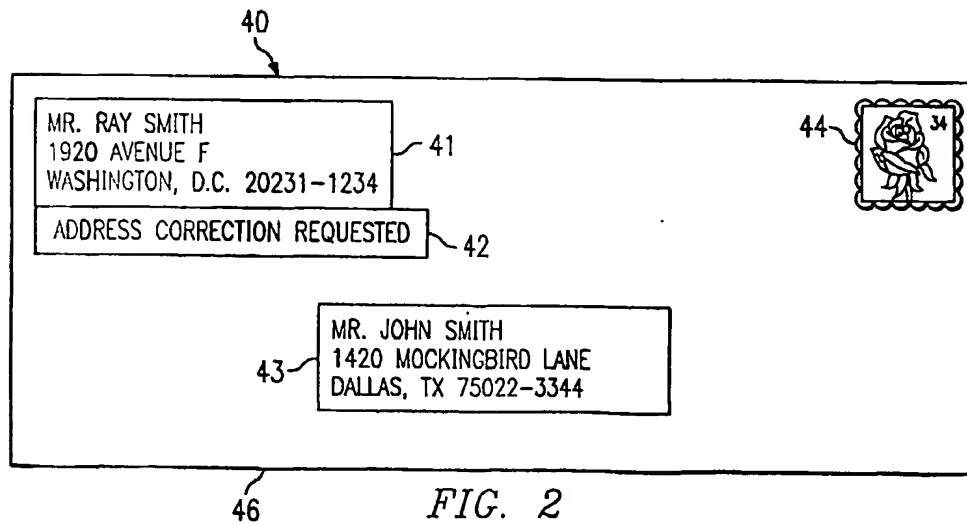 40
MR. RAY SMITH
1920 AVENUE F
WASHINGTON, D.C. 20231-1234
41
ADDRESS CORRECTION REQUESTED
42
44
34
MR. JOHN SMITH
1420 MOCKINGBIRD LANE
DALLAS, TX 75022-3344
43
46
FIG. 2